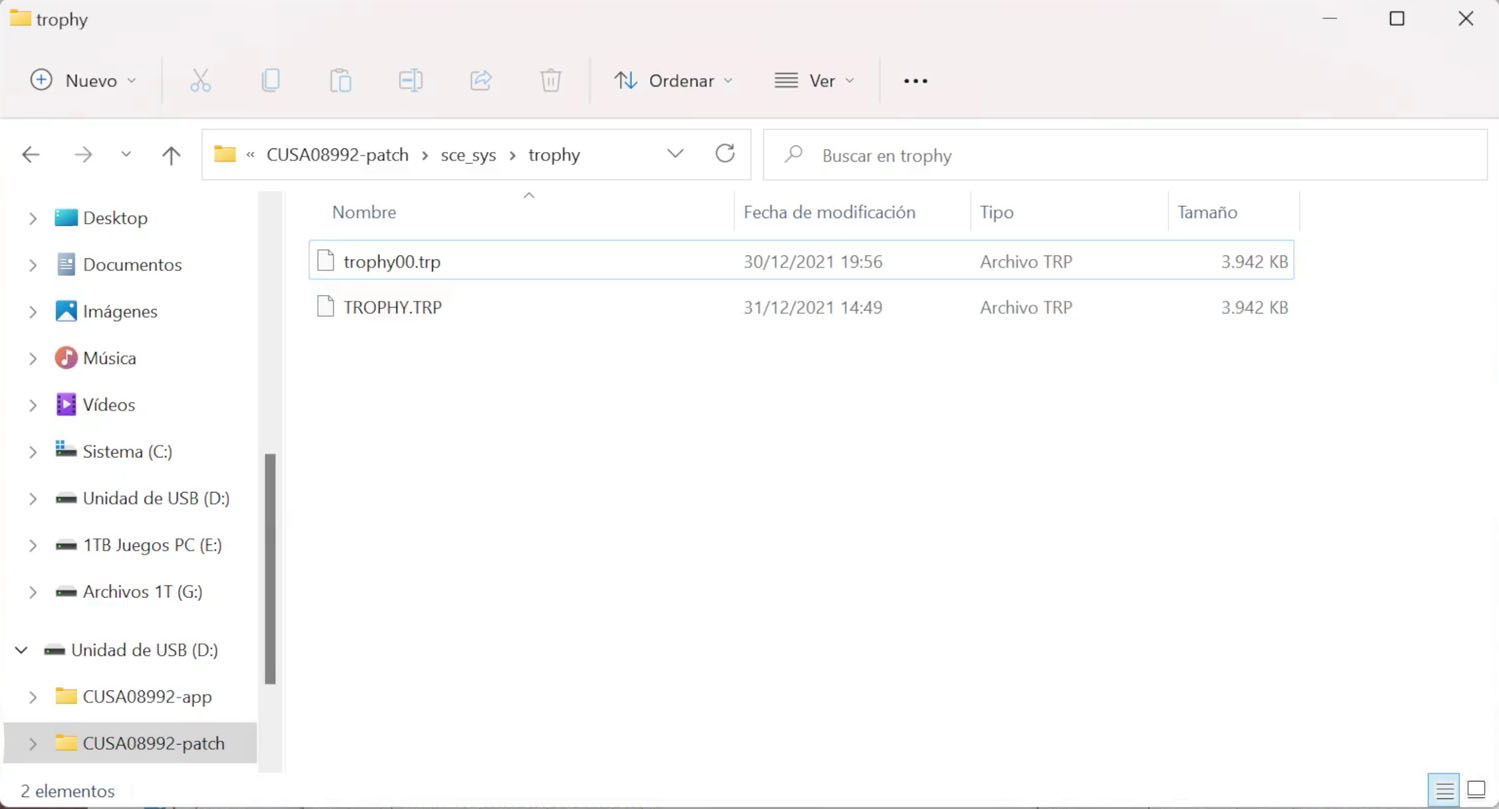 trophy
Nuevo
Ordenar
Ver
« CUSA08992-patch › sce_sys › trophy
Buscar en trophy
Nombre Fecha de modificación Tipo Tamaño
trophy00.trp 30/12/2021 19:56 Archivo TRP 3.942 KB
TROPHY.TRP 31/12/2021 14:49 Archivo TRP 3.942 KB
Desktop
Documentos
Imágenes
Música
Vídeos
Sistema (C:)
Unidad de USB (D:)
1TB Juegos PC (E:)
Archivos 1T (G:)
Unidad de USB (D:)
CUSA08992-app
CUSA08992-patch
2 elementos